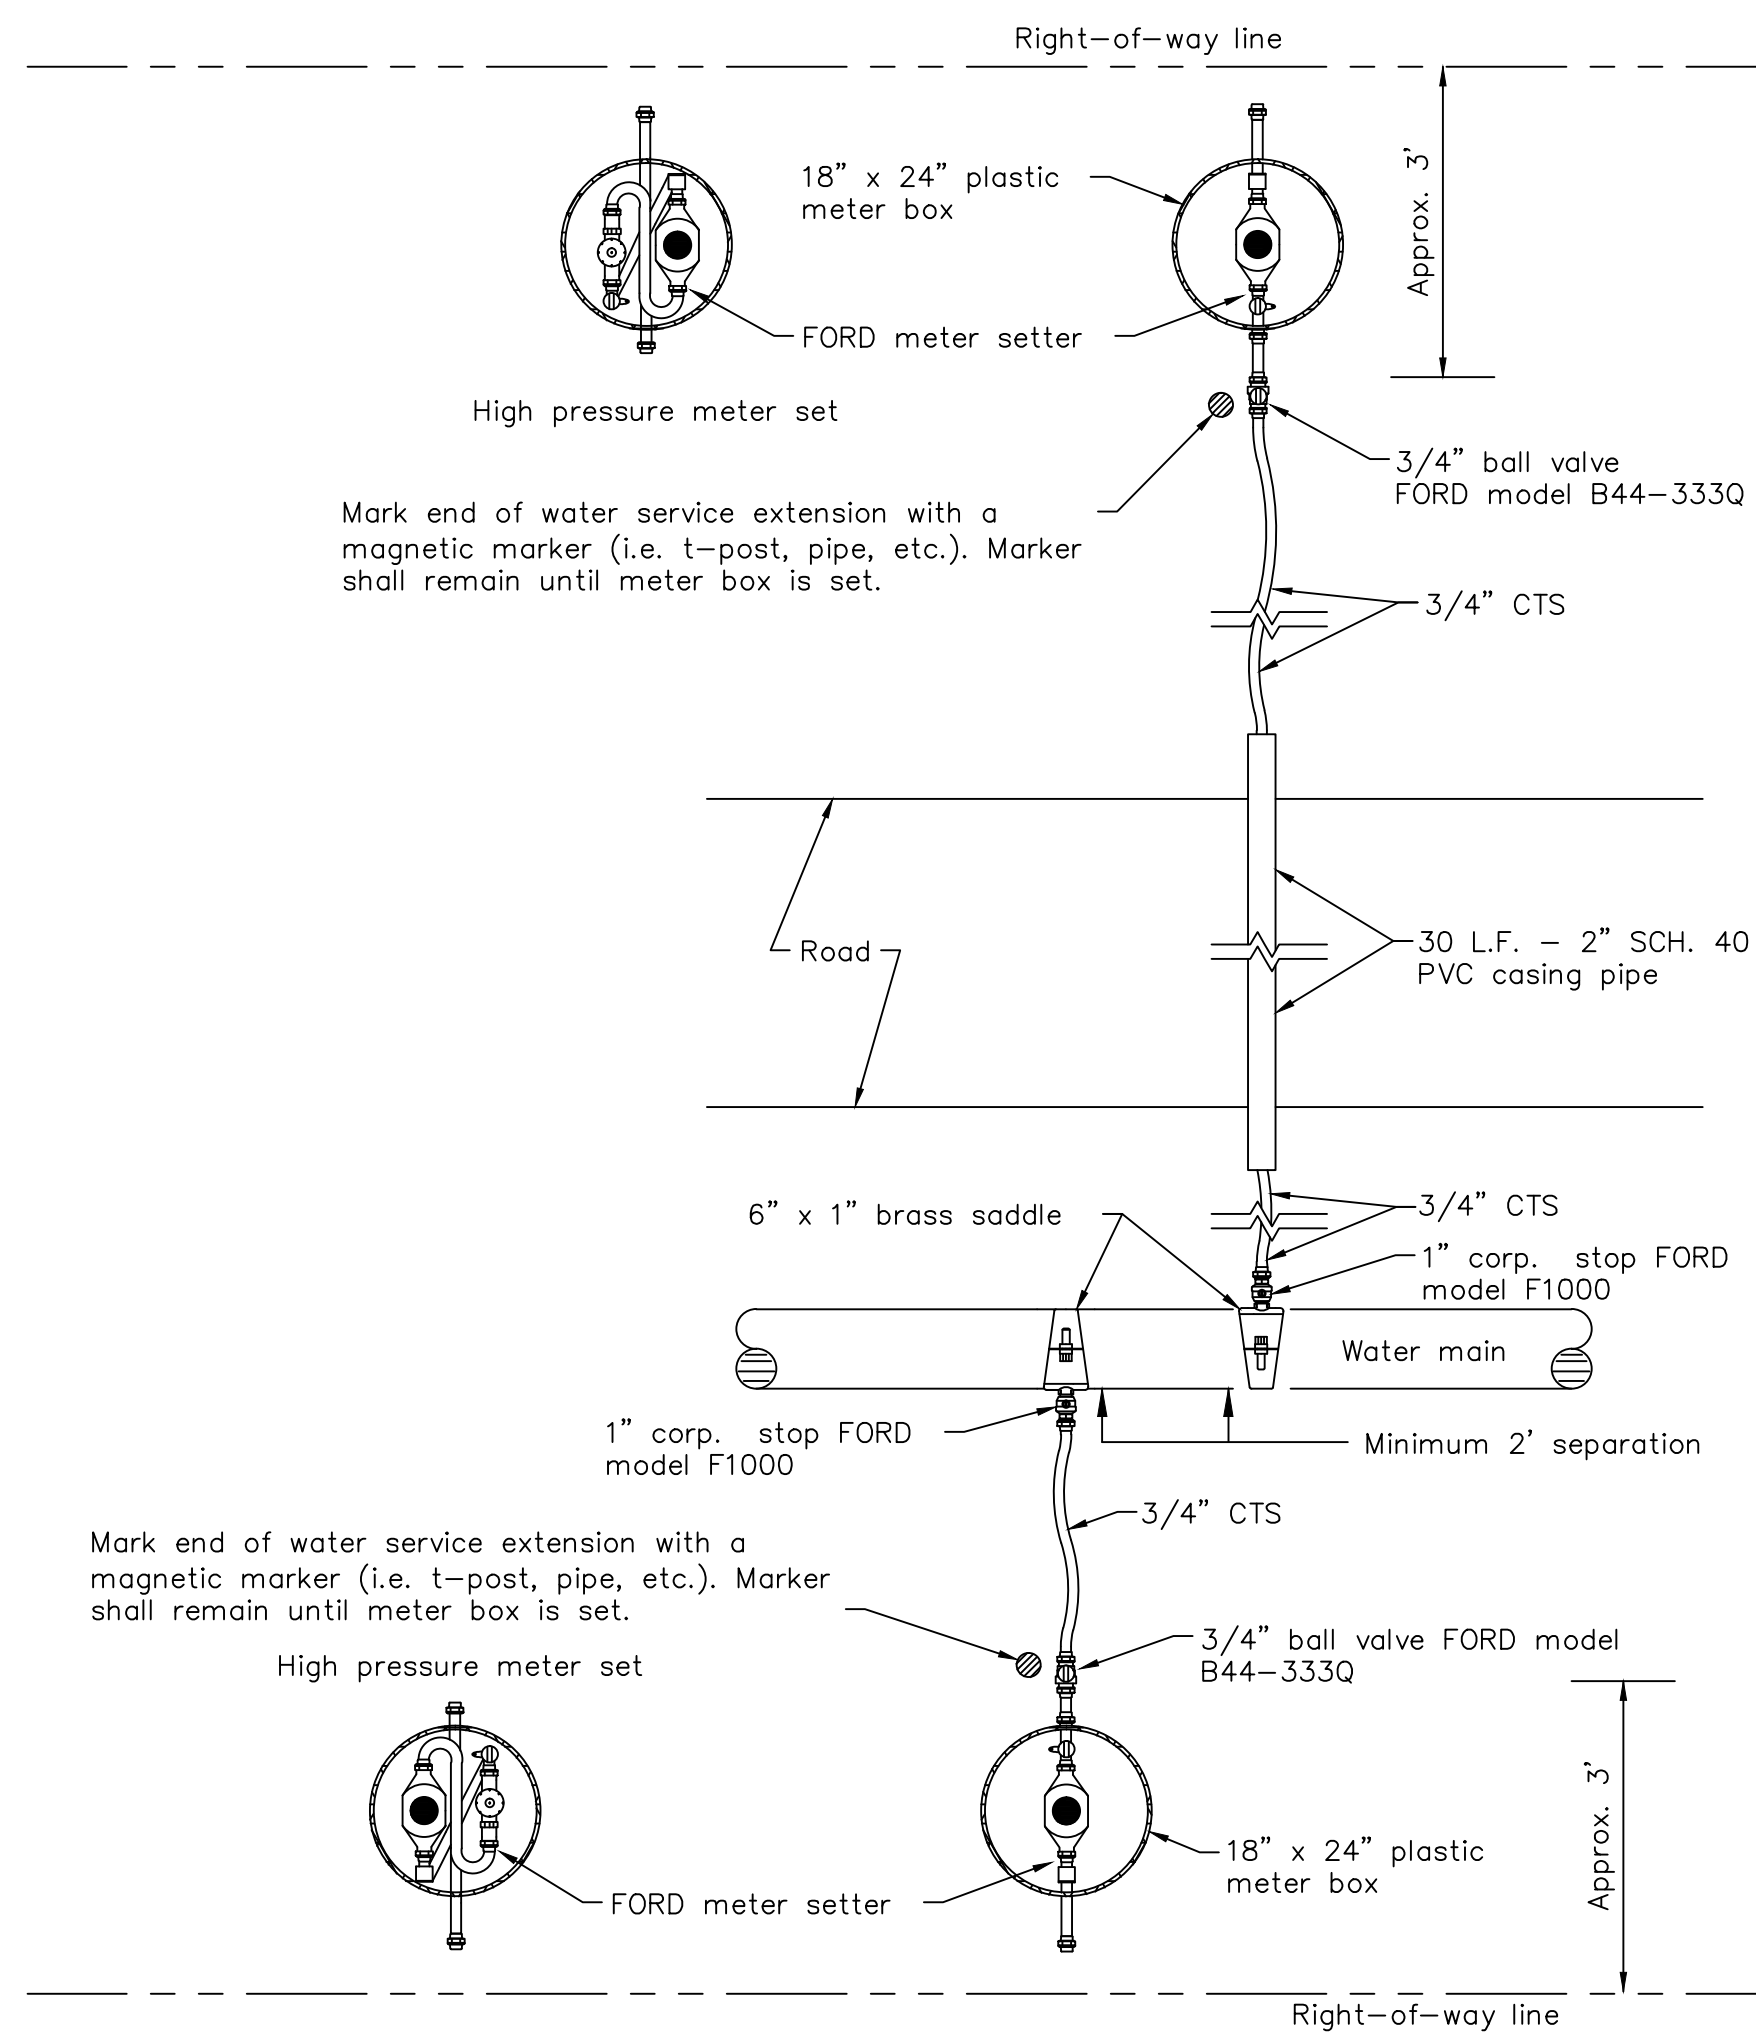 Right-of-way line
18" x 24" plastic
meter box
Approx. 3'
FORD meter setter
High pressure meter set
3/4" ball valve
FORD model B44-333Q
Mark end of water service extension with a
magnetic marker (i.e. t-post, pipe, etc.). Marker
shall remain until meter box is set.
3/4" CTS
Road
30 L.F. - 2" SCH. 40
PVC casing pipe
3/4" CTS
6" x 1" brass saddle
1" corp. stop FORD
model F1000
Water main
1" corp. stop FORD
model F1000
Minimum 2' separation
3/4" CTS
Mark end of water service extension with a
magnetic marker (i.e. t-post, pipe, etc.). Marker
shall remain until meter box is set.
3/4" ball valve FORD model
B44-333Q
High pressure meter set
18" x 24" plastic
meter box
Approx. 3'
FORD meter setter
Right-of-way line